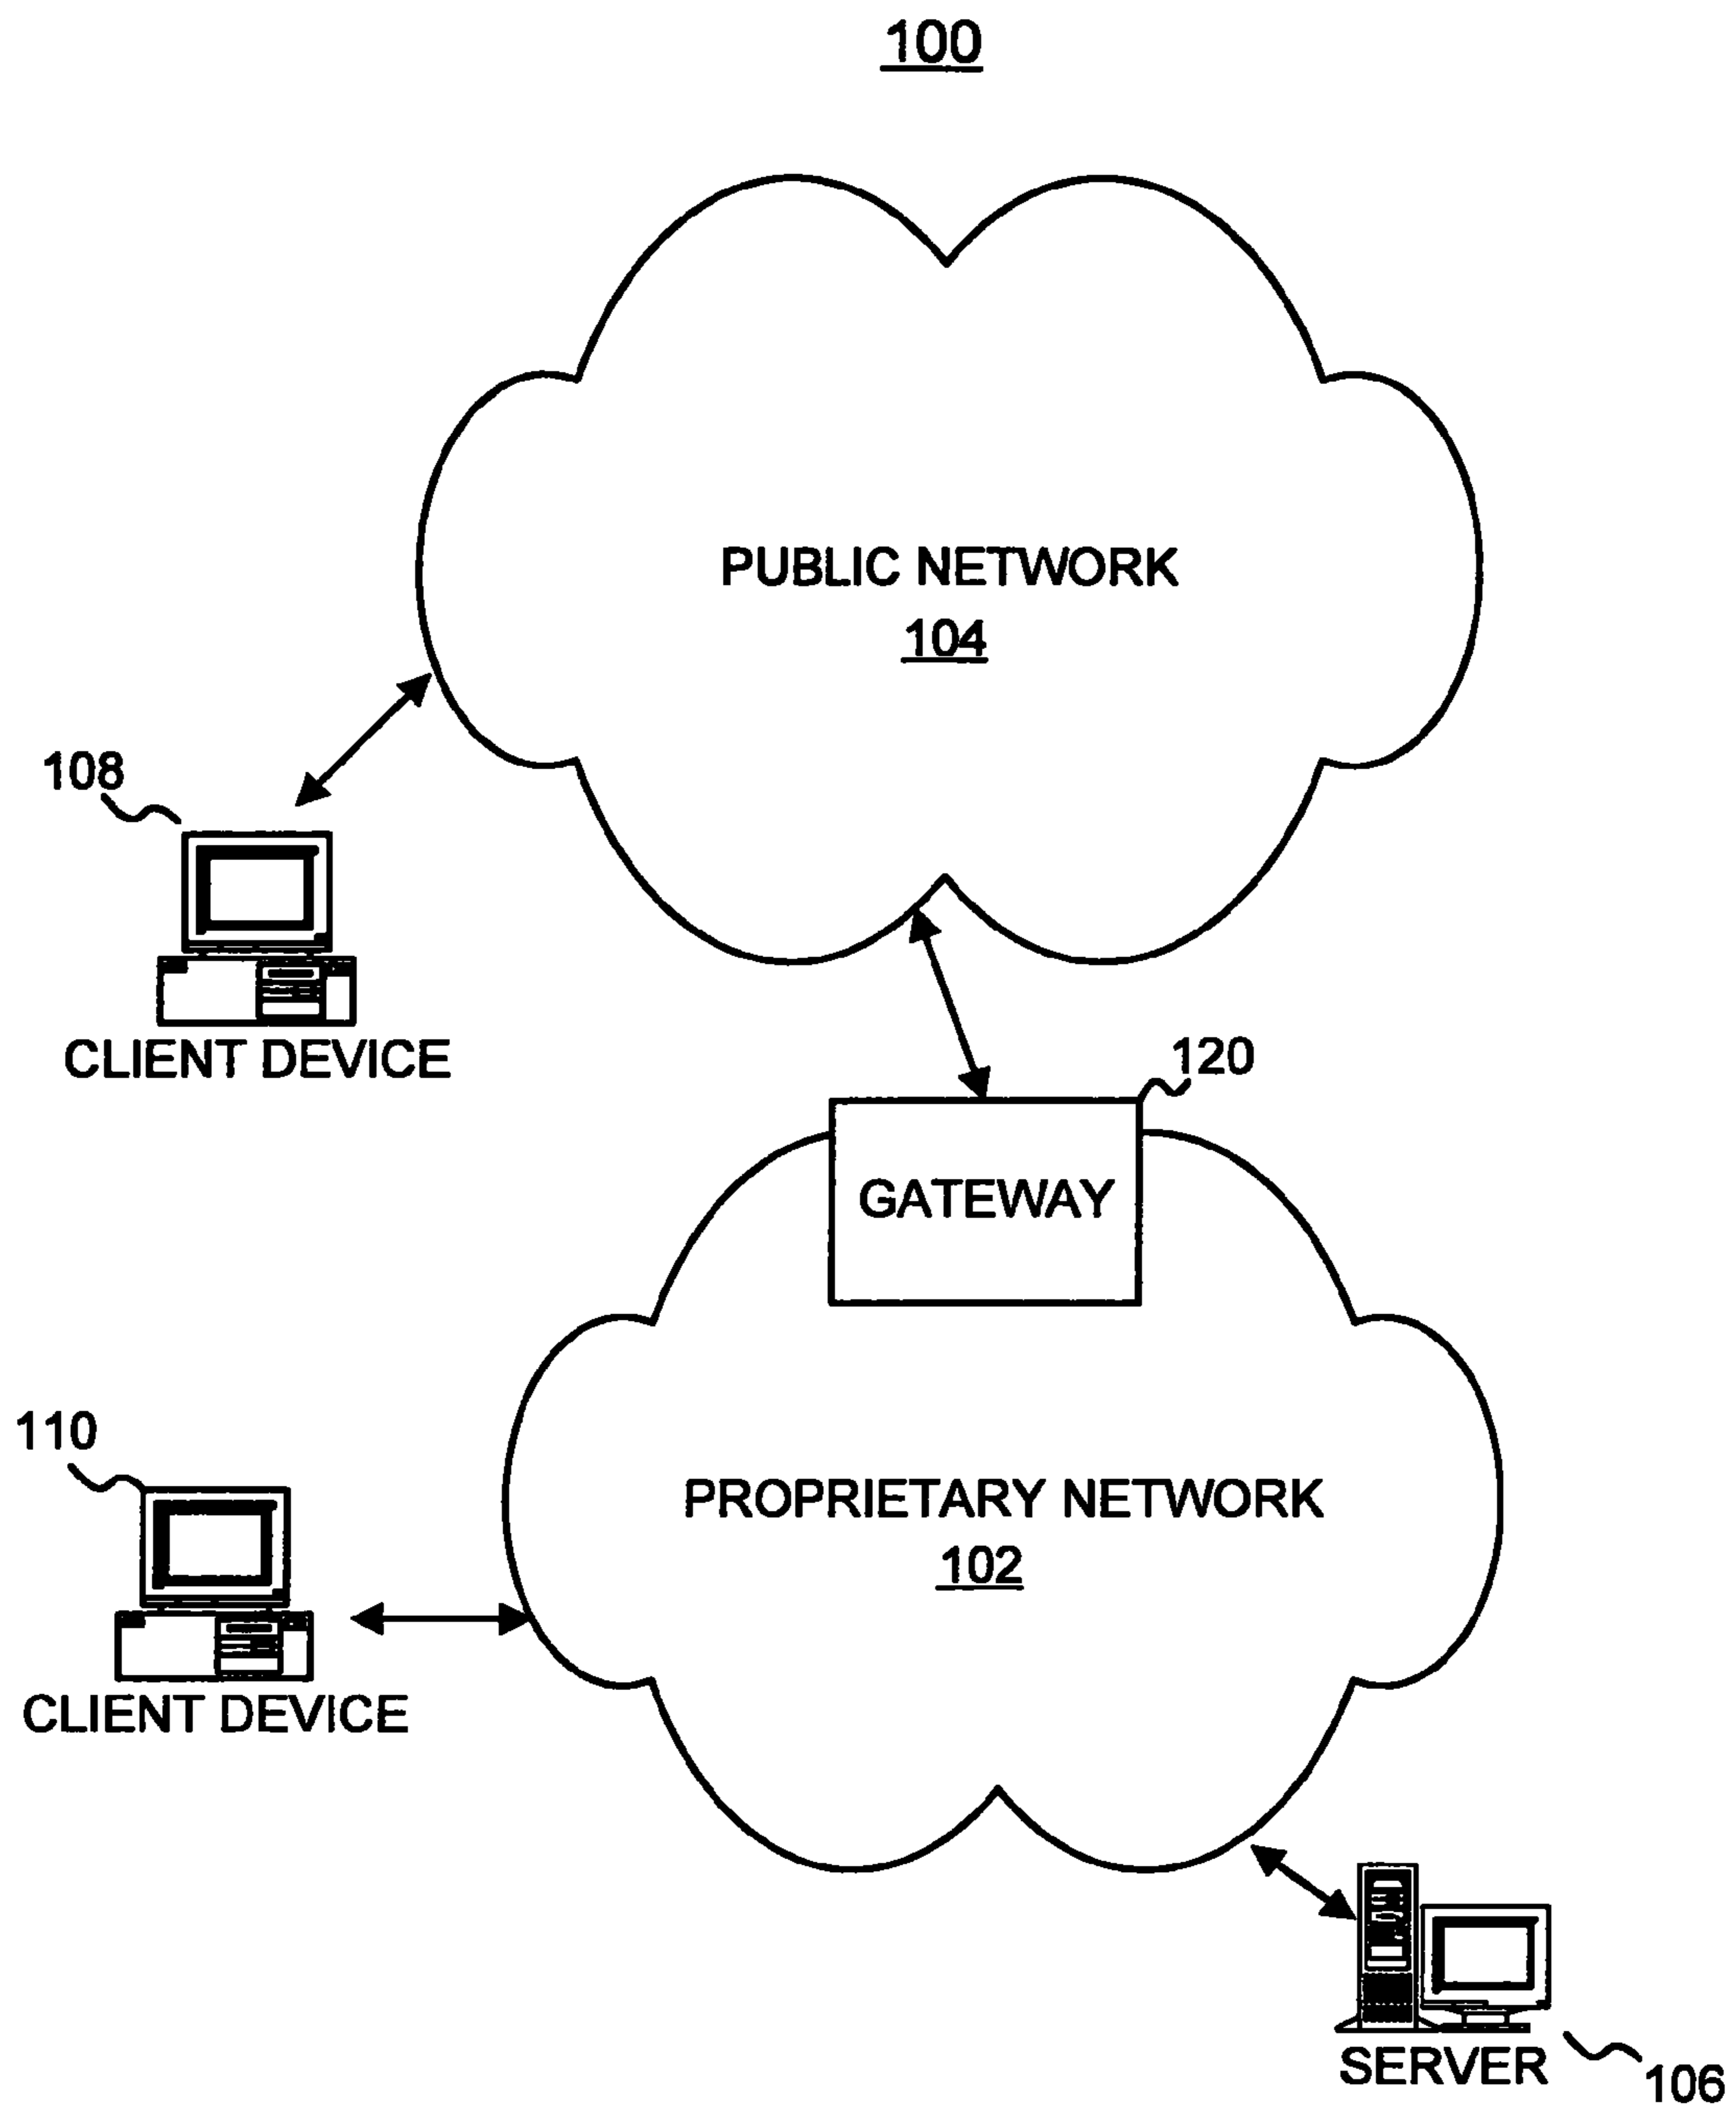 100
PUBLIC NETWORK
104
108
CLIENT DEVICE
120
GATEWAY
110
PROPRIETARY NETWORK
102
CLIENT DEVICE
SERVER
106